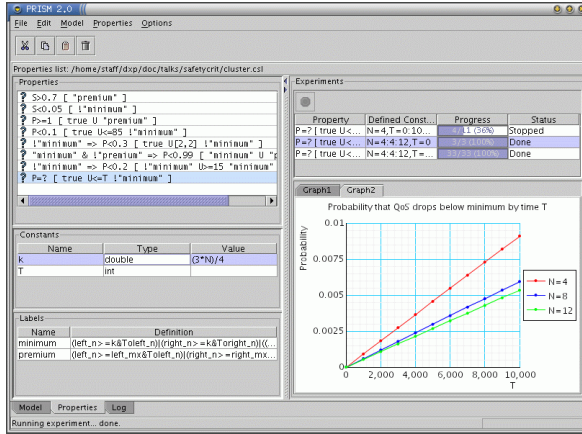 PRISM 2.0
File Edit Model Properties Options
Properties list: /home/staff/dxp/doc/talks/safetycrit/cluster.csl
Properties
? S>0.7 [ "premium" ]
? S<0.05 [ !"minimum" ]
? P>=1 [ true U "premium" ]
? P<0.1 [ true U<=85 !"minimum" ]
? !"minimum" => P<0.3 [ true U[2,2] !"minimum" ]
? "minimum" & !"premium" => P<0.99 [ "minimum" U "p
? !"minimum" => P<0.2 [ !"minimum" U>=15 "minimum"
? P=? [ true U<=T !"minimum" ]
Constants
Name Type Value
k double (3*N)/4
T int
Labels
Name Definition
minimum (left_n>=k&Toleft_n)|(right_n>=k&Toright_n)|((...
premium (left_n>=left_mx&Toleft_n)|(right_n>=right_mx...
Experiments
Property Defined Const... Progress Status
P=? [ true U<... N=4,T=0:10... 4/11 (36%) Stopped
P=? [ true U<... N=4:4:12,T=0 3/3 (100%) Done
P=? [ true U<... N=4:4:12,T=... 33/33 (100%) Done
Graph1 Graph2
Probability that QoS drops below minimum by time T
Probability
0.01
0.0075
0.005
0.0025
0
0 2,000 4,000 6,000 8,000 10,000
T
N=4
N=8
N=12
Model Properties Log
Running experiment... done.